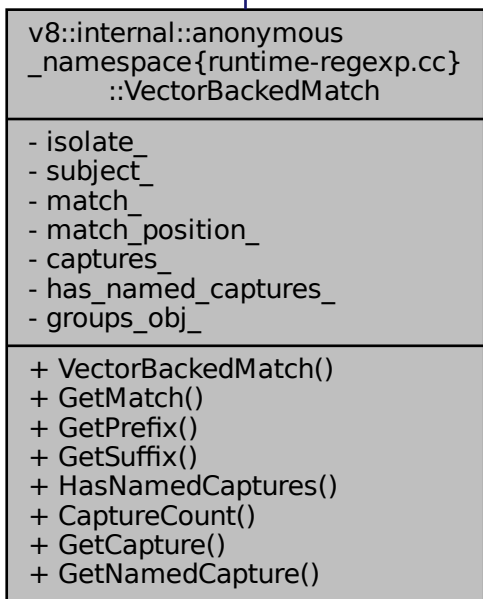 v8::internal::anonymous
_namespace{runtime-regexp.cc}
::VectorBackedMatch
- isolate_
- subject_
- match_
- match_position_
- captures_
- has_named_captures_
- groups_obj_
+ VectorBackedMatch()
+ GetMatch()
+ GetPrefix()
+ GetSuffix()
+ HasNamedCaptures()
+ CaptureCount()
+ GetCapture()
+ GetNamedCapture()